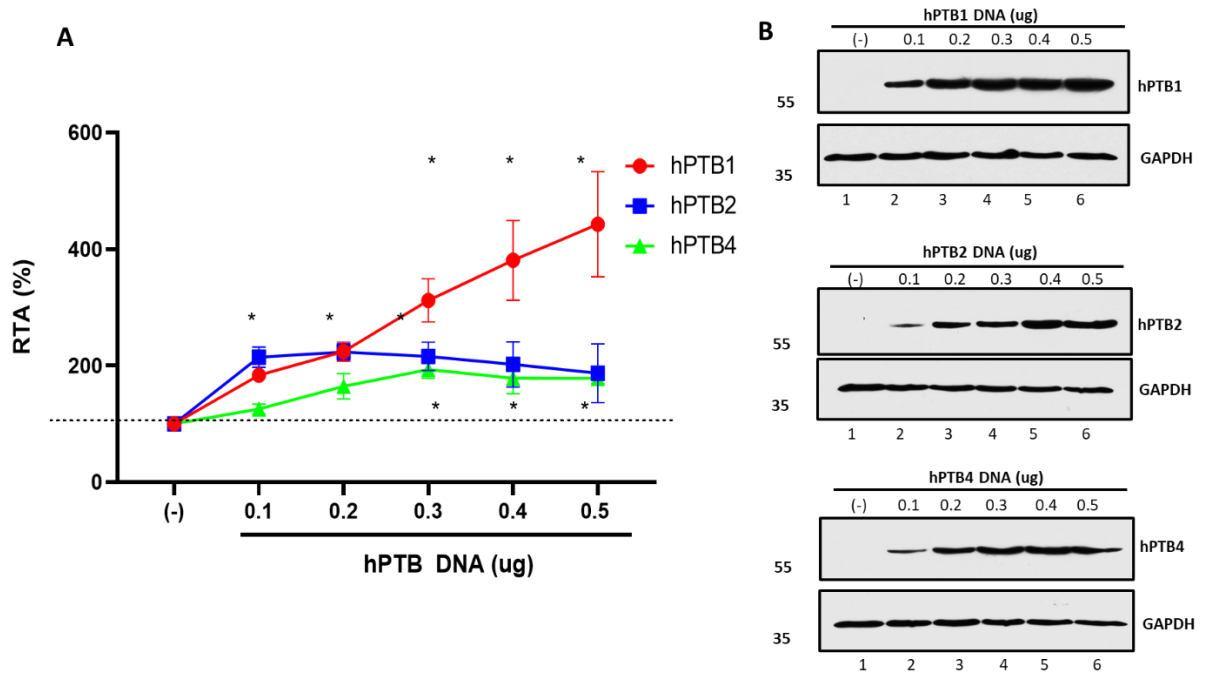 A
RTA (%)
600
400
200
0
* * *
* * *
* * *
hPTB1
hPTB2
hPTB4
(-) 0.1 0.2 0.3 0.4 0.5
hPTB DNA (ug)
B
hPTB1 DNA (ug)
(-) 0.1 0.2 0.3 0.4 0.5
55
hPTB1
35
GAPDH
1 2 3 4 5 6
hPTB2 DNA (ug)
(-) 0.1 0.2 0.3 0.4 0.5
55
hPTB2
35
GAPDH
1 2 3 4 5 6
hPTB4 DNA (ug)
(-) 0.1 0.2 0.3 0.4 0.5
55
hPTB4
35
GAPDH
1 2 3 4 5 6